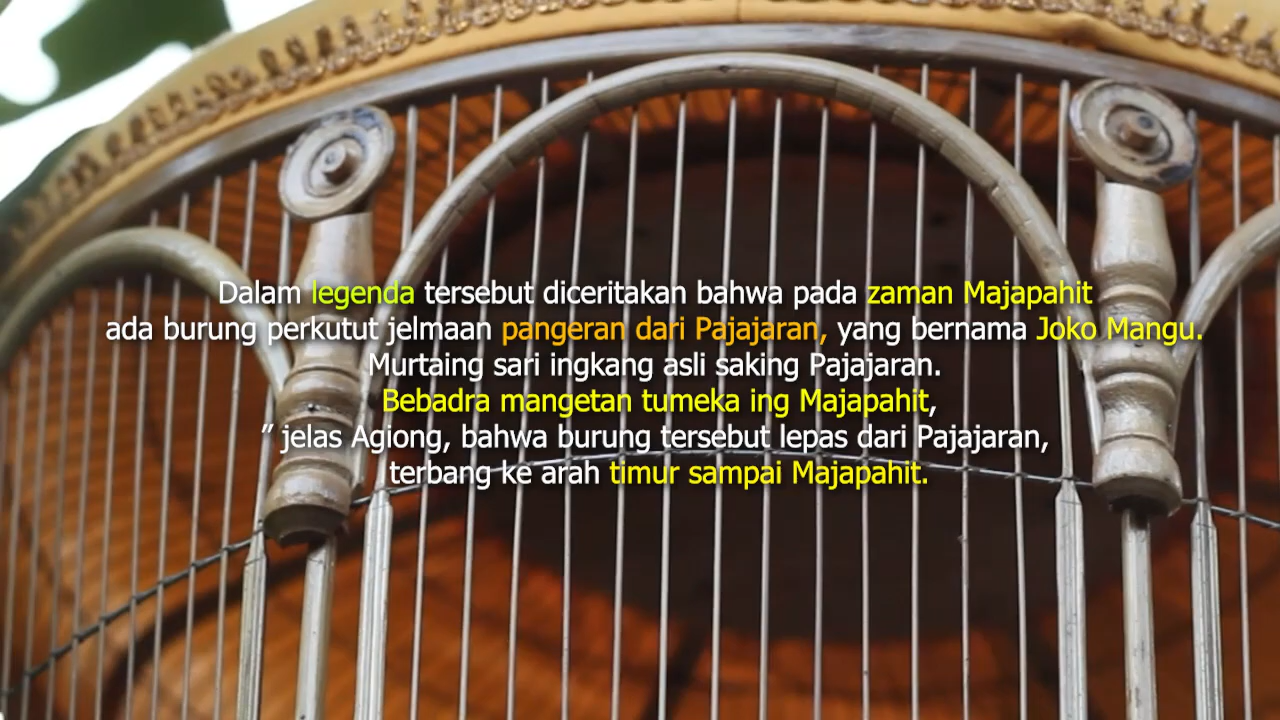 Dalam legenda tersebut diceritakan bahwa pada zaman Majapahit
ada burung perkutut jelmaan pangeran dari Pajajaran, yang bernama Joko Mangu.
Murtaing sari ingkang asli saking Pajajaran.
Bebadra mangetan tumeka ing Majapahit,
” jelas Agiong, bahwa burung tersebut lepas dari Pajajaran,
terbang ke arah timur sampai Majapahit.